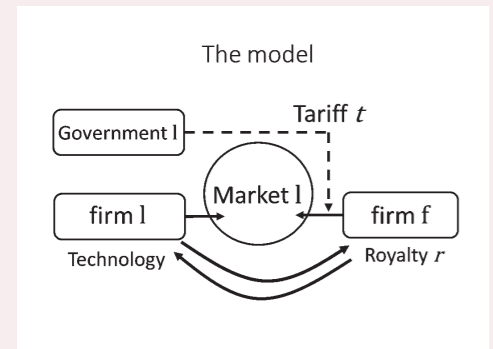 The model
Tariff t
Government l
Market l
firm l
firm f
Technology
Royalty r